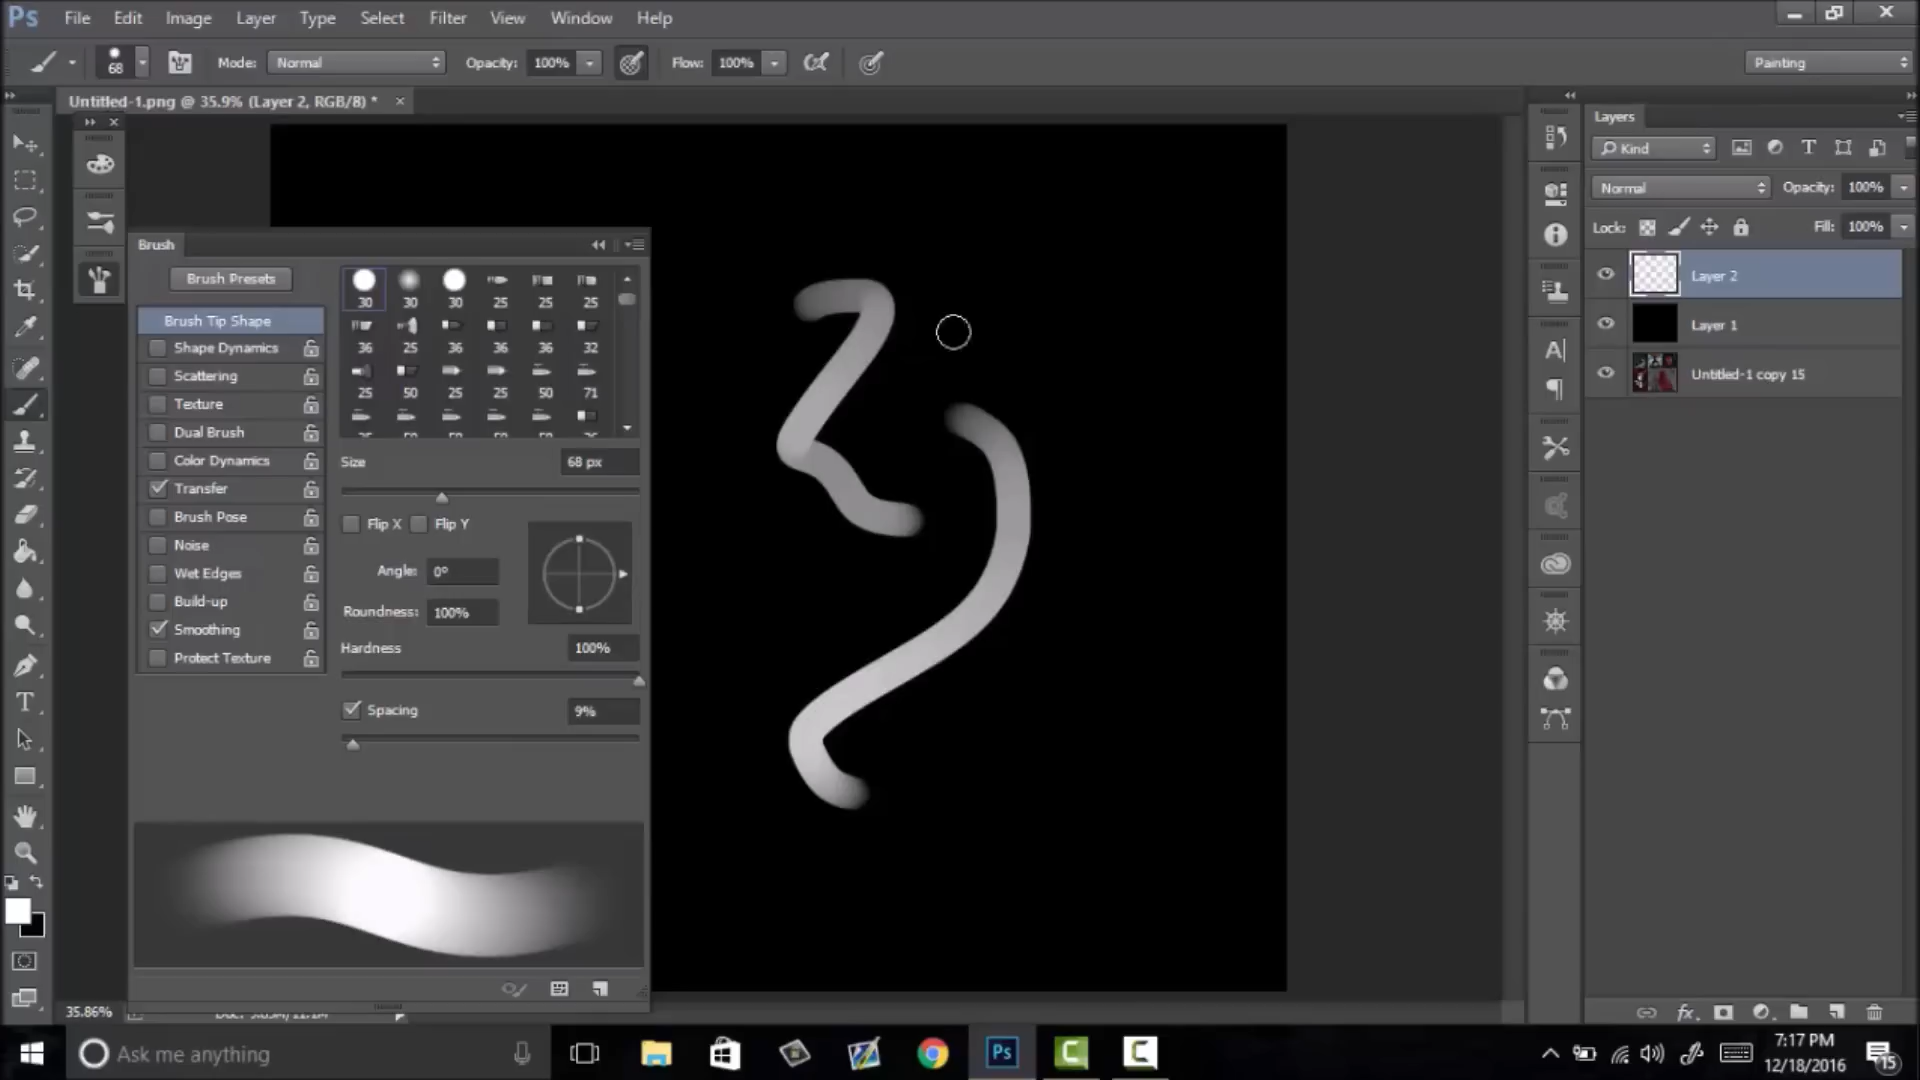 Ps File Edit Image Layer Type Select Filter View Window Help
68 Mode: Normal Opacity: 100% Flow: 100% Painting
Untitled-1.png @ 35.9% (Layer 2, RGB/8) * ×
Brush
Brush Presets
Brush Tip Shape
Shape Dynamics
Scattering
Texture
Dual Brush
Color Dynamics
Transfer
Brush Pose
Noise
Wet Edges
Build-up
Smoothing
Protect Texture
30 30 30 25 25 25
36 25 36 36 36 32
25 50 25 25 50 71
Size 68 px
Flip X Flip Y
Angle: 0°
Roundness: 100%
Hardness 100%
Spacing 9%
Layers
Kind
Normal Opacity: 100%
Lock: Fill: 100%
Layer 2
Layer 1
Untitled-1 copy 15
35.86%
Ask me anything
Ps
7:17 PM
12/18/2016
15